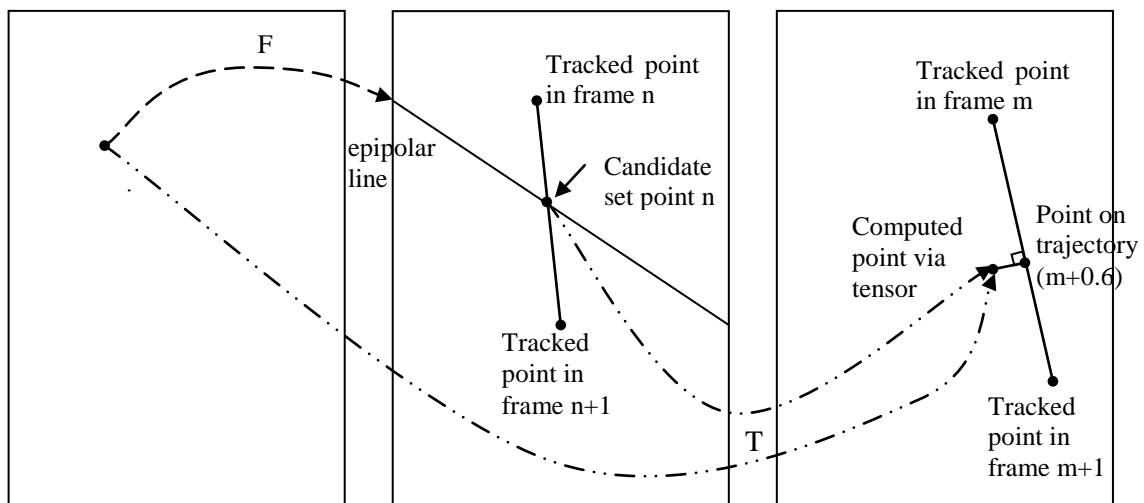 F
epipolar
line
Tracked point
in frame n
Candidate
set point n
Tracked
point in
frame n+1
T
Tracked point
in frame m
Computed
point via
tensor
Point on
trajectory
(m+0.6)
Tracked
point in
frame m+1